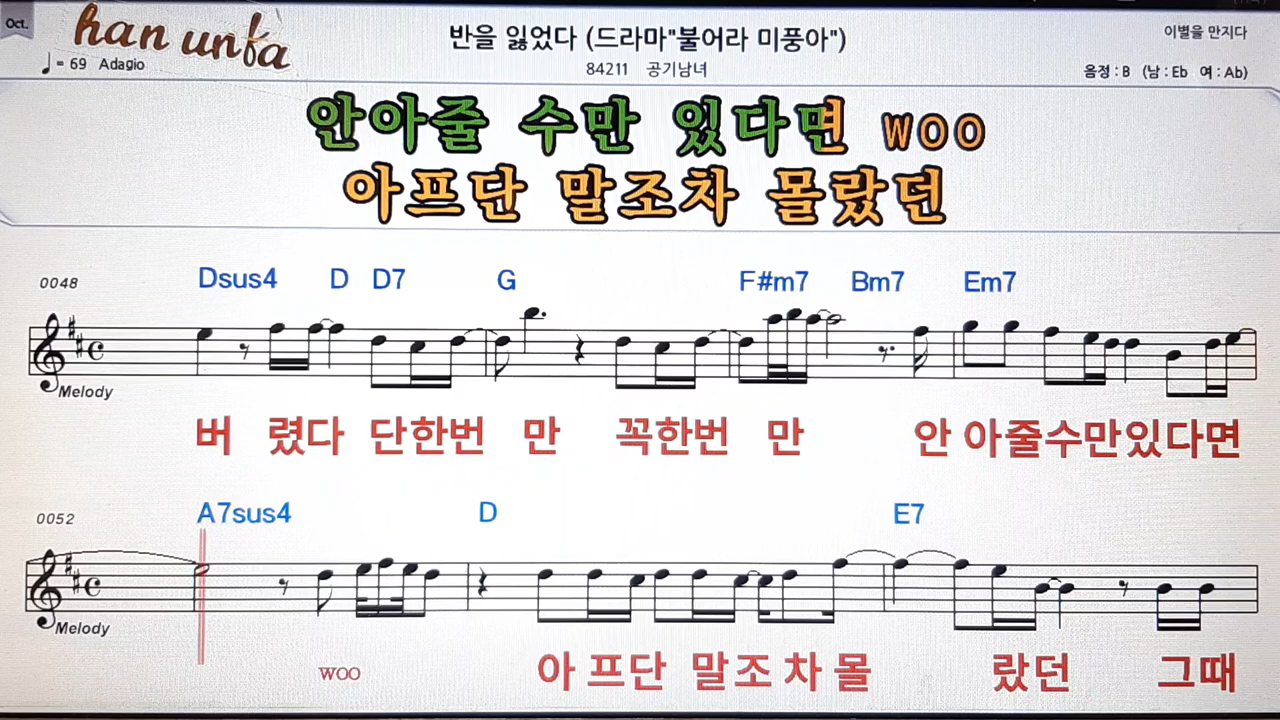 Oct.
han unfa
반을 잃었다 (드라마"불어라 미풍아")
이별을 만지다
♩= 69 Adagio
84211 공기남녀
음정 : B (남 : Eb 여 : Ab)
안아줄 수만 있다면 WOO
아프단 말조차 몰랐던
0048
Dsus4 D D7 G F#m7 Bm7 Em7
Melody
버 렸다 단한번 만 꼭한번 만 안 아줄수만있다면
0052
A7sus4 D E7
Melody
WOO 아 프단 말조 차 몰 랐던 그때